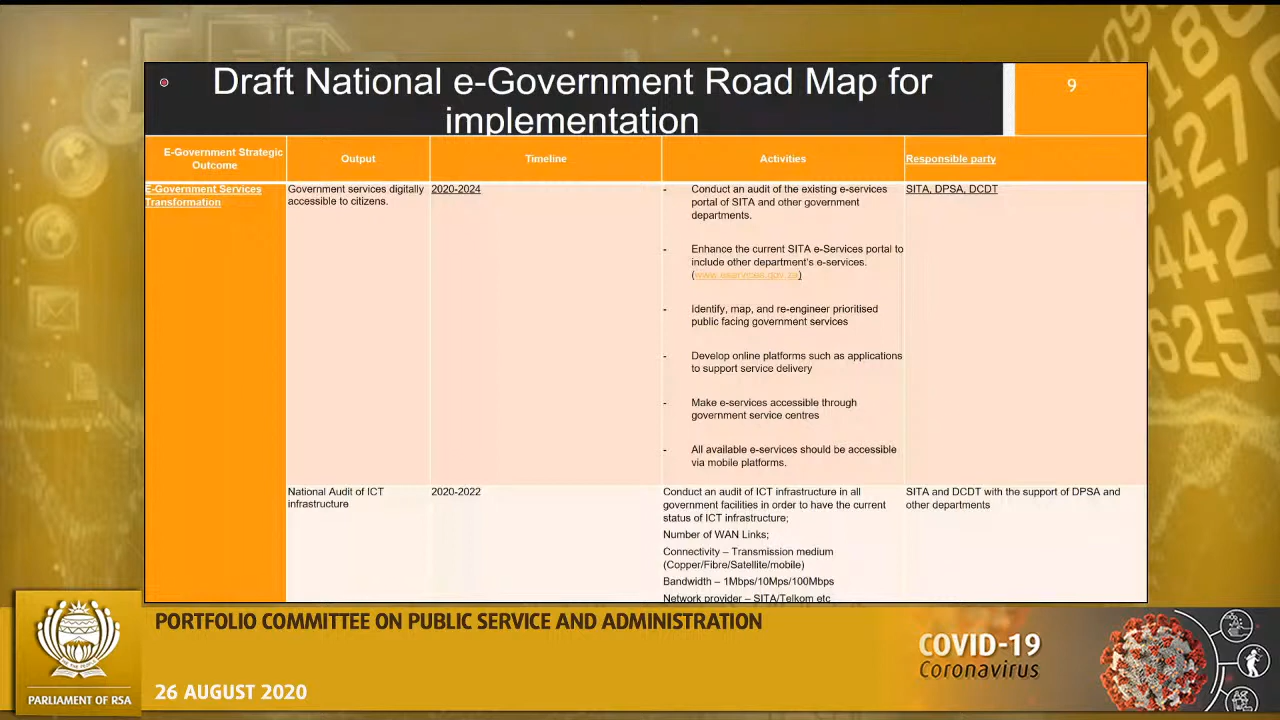 Draft National e-Government Road Map for
implementation
9
E-Government Strategic
Outcome
Output
Timeline
Activities
Responsible party
E-Government Services
Transformation
Government services digitally
accessible to citizens.
2020-2024
- Conduct an audit of the existing e-services
portal of SITA and other government
departments.
- Enhance the current SITA e-Services portal to
include other department's e-services.
(www.eservices.gov.za)
- Identify, map, and re-engineer prioritised
public facing government services
- Develop online platforms such as applications
to support service delivery
- Make e-services accessible through
government service centres
- All available e-services should be accessible
via mobile platforms.
SITA, DPSA, DCDT
National Audit of ICT
infrastructure
2020-2022
Conduct an audit of ICT infrastructure in all
government facilities in order to have the current
status of ICT infrastructure;
Number of WAN Links;
Connectivity – Transmission medium
(Copper/Fibre/Satellite/mobile)
Bandwidth – 1Mbps/10Mps/100Mbps
Network provider – SITA/Telkom etc
SITA and DCDT with the support of DPSA and
other departments
PORTFOLIO COMMITTEE ON PUBLIC SERVICE AND ADMINISTRATION
26 AUGUST 2020
PARLIAMENT OF RSA
COVID-19
Coronavirus